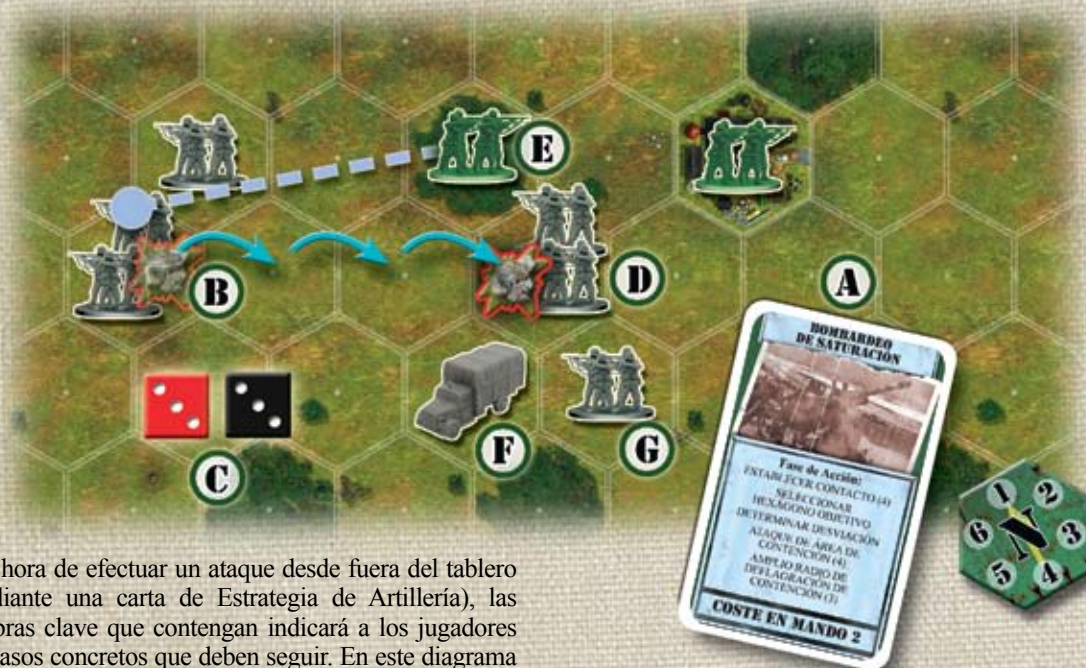 E
B
D
A
BOMBARDEO
DE SATURACIÓN
Fase de Acción:
ESTABLECER CONTACTO (4)
SELECCIONAR
HEXÁGONO OBJETIVO
DETERMINAR DESVIACIÓN
ATAQUE DE ÁREA DE
CONTENCIÓN (4)
AMPLIO RADIO DE
DEFLAGRACIÓN DE
CONTENCIÓN (3)
COSTE EN MANDO 2
C
F
G
1 2
6 N 3
5 4
hora de efectuar un ataque desde fuera del tablero
diante una carta de Estrategia de Artillería), las
bras clave que contengan indicará a los jugadores
asos concretos que deben seguir. En este diagrama